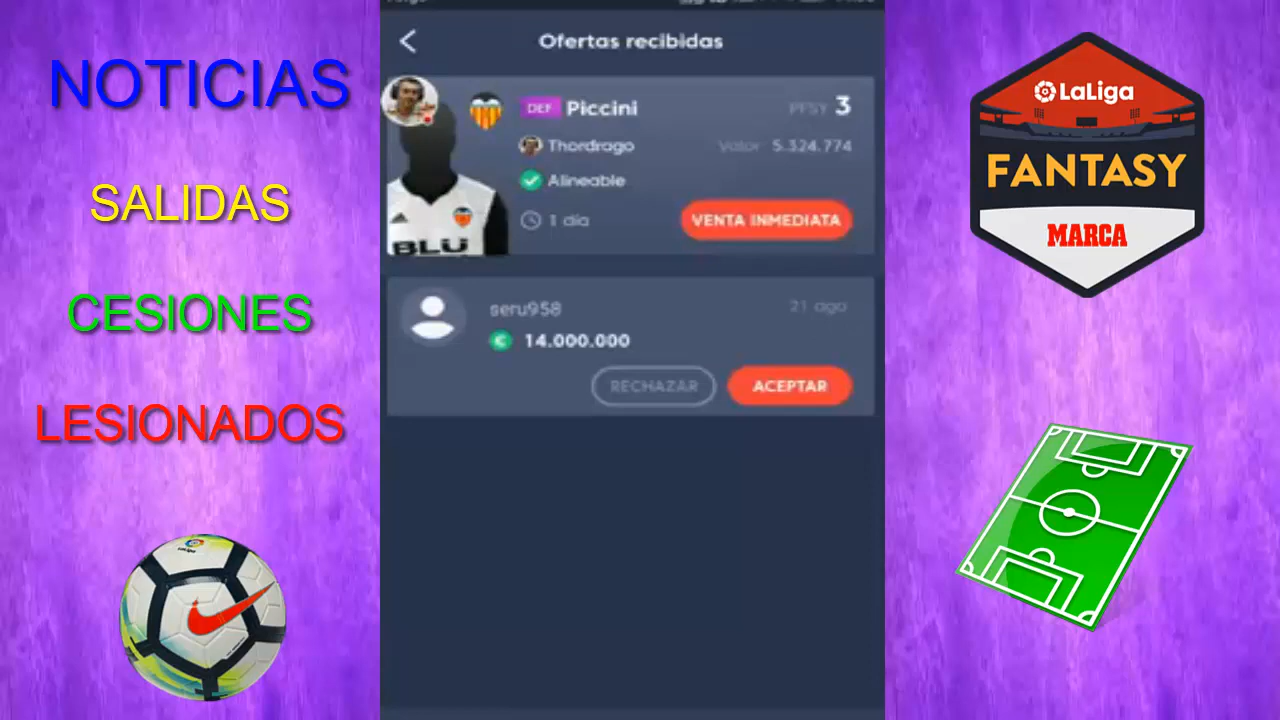 NOTICIAS
SALIDAS
CESIONES
LESIONADOS
Ofertas recibidas
DEF Piccini
PFSY 3
Thordrago
Valor 5.324.774
Alineable
1 día
VENTA INMEDIATA
BLU
seru958
21 ago
14.000.000
RECHAZAR
ACEPTAR
LaLiga
FANTASY
MARCA